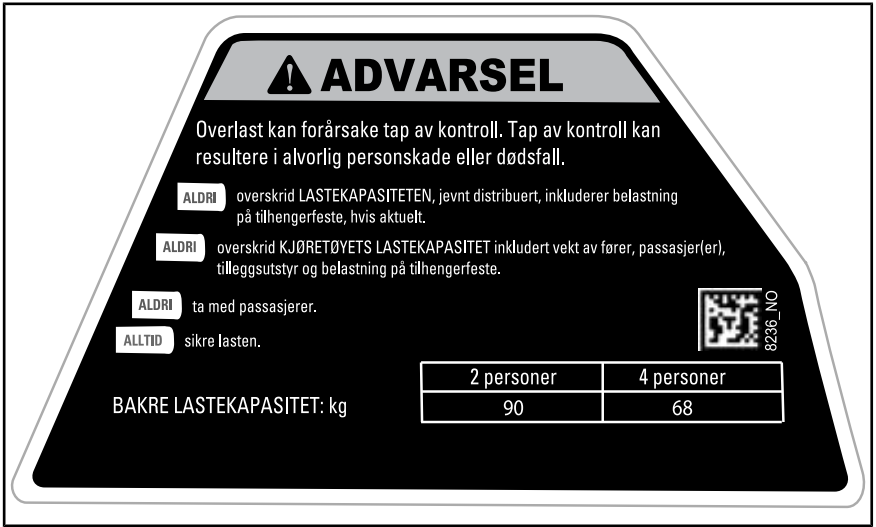 ADVARSEL
Overlast kan forårsake tap av kontroll. Tap av kontroll kan
resultere i alvorlig personskade eller dødsfall.
ALDRI overskrid LASTEKAPASITETEN, jevnt distribuert, inkluderer belastning
på tilhengerfeste, hvis aktuelt.
ALDRI overskrid KJØRETØYETS LASTEKAPASITET inkludert vekt av fører, passasjer(er),
tilleggsutstyr og belastning på tilhengerfeste.
ALDRI ta med passasjerer.
ALLTID sikre lasten.
8236_NO
2 personer 4 personer
BAKRE LASTEKAPASITET: kg 90 68